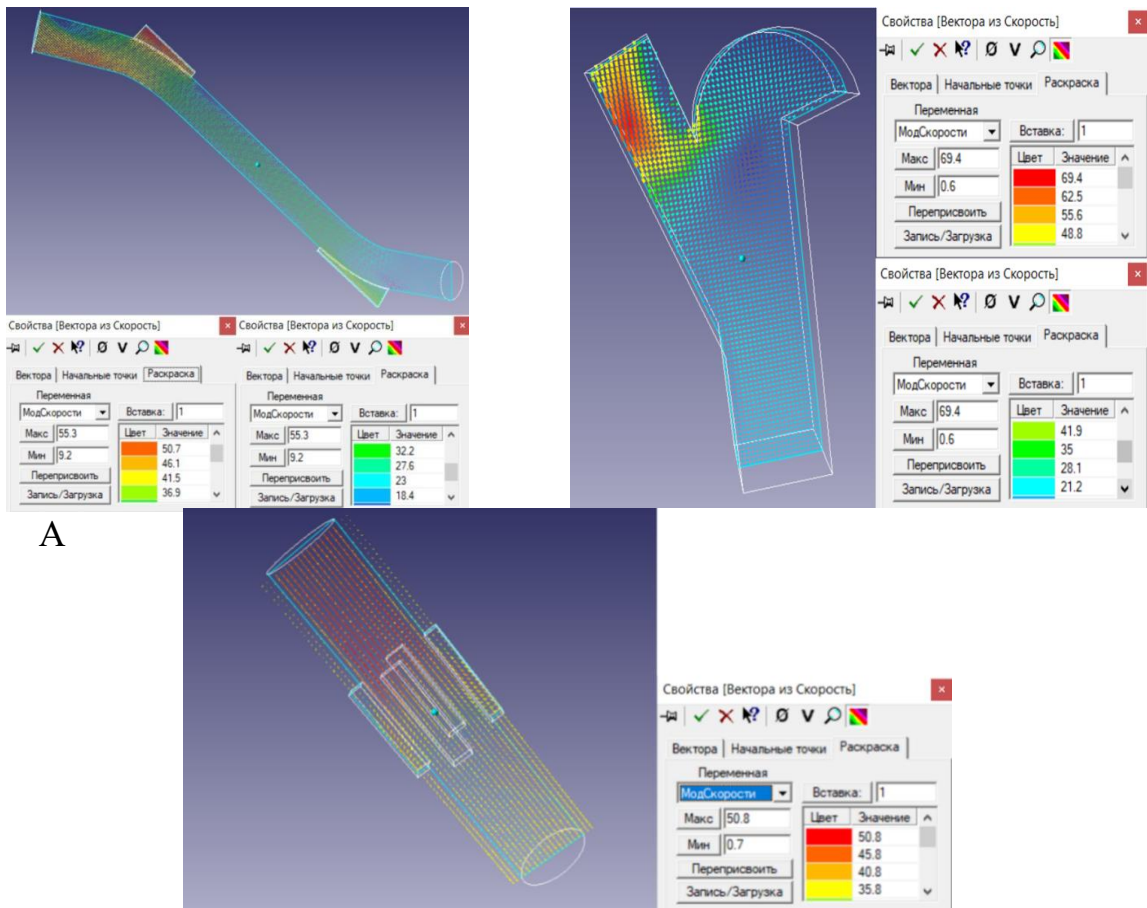 Свойства [Вектора из Скорость]
Вектора Начальные точки Раскраска
Переменная
МодСкорости Вставка: 1
Макс 69.4 Цвет Значение
69.4
Мин 0.6 62.5
Переприсвоить 55.6
Запись/Загрузка 48.8
Свойства [Вектора из Скорость]
Вектора Начальные точки Раскраска
Переменная
МодСкорости Вставка: 1
Макс 69.4 Цвет Значение
41.9
Мин 0.6 35
Переприсвоить 28.1
Запись/Загрузка 21.2
Свойства [Вектора из Скорость]
Вектора Начальные точки Раскраска
Переменная
МодСкорости Вставка: 1
Макс 55.3 Цвет Значение
50.7
Мин 9.2 46.1
Переприсвоить 41.5
Запись/Загрузка 36.9
Свойства [Вектора из Скорость]
Вектора Начальные точки Раскраска
Переменная
МодСкорости Вставка: 1
Макс 55.3 Цвет Значение
32.2
Мин 9.2 27.6
Переприсвоить 23
Запись/Загрузка 18.4
А
Свойства [Вектора из Скорость]
Вектора Начальные точки Раскраска
Переменная
МодСкорости Вставка: 1
Макс 50.8 Цвет Значение
50.8
Мин 0.7 45.8
Переприсвоить 40.8
Запись/Загрузка 35.8